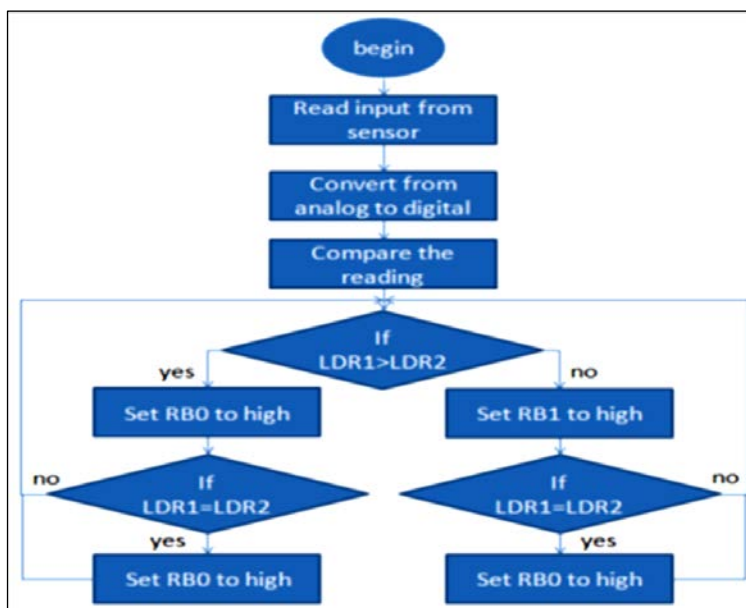 begin
Read input from
sensor
Convert from
analog to digital
Compare the
reading
If
LDR1>LDR2
yes
no
Set RB0 to high
Set RB1 to high
no
If
LDR1=LDR2
yes
If
LDR1=LDR2
no
yes
Set RB0 to high
Set RB0 to high